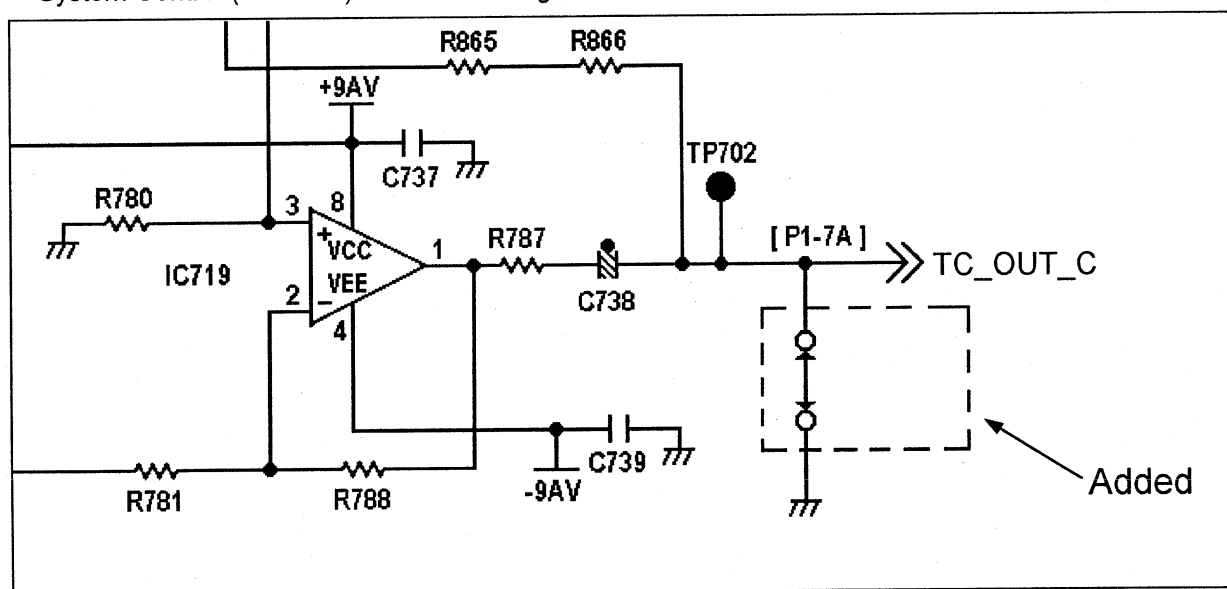 R865
R866
+9AV
C737
TP702
R780
3
8
+
VCC
1
R787
[ P1-7A ]
TC_OUT_C
IC719
VEE
2
−
4
C738
C739
-9AV
R781
R788
Added